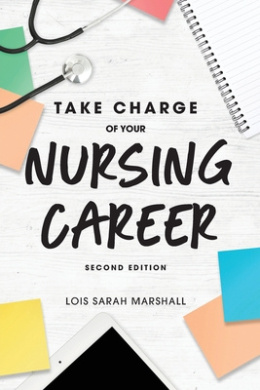 TAKE CHARGE
OF YOUR
NURSING
CAREER
SECOND EDITION
LOIS SARAH MARSHALL